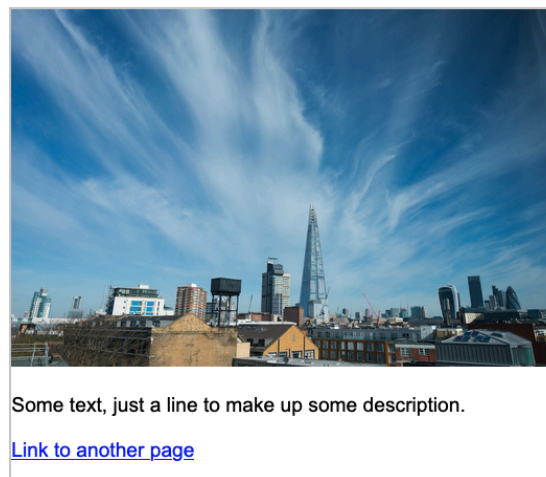 Some text, just a line to make up some description.
Link to another page